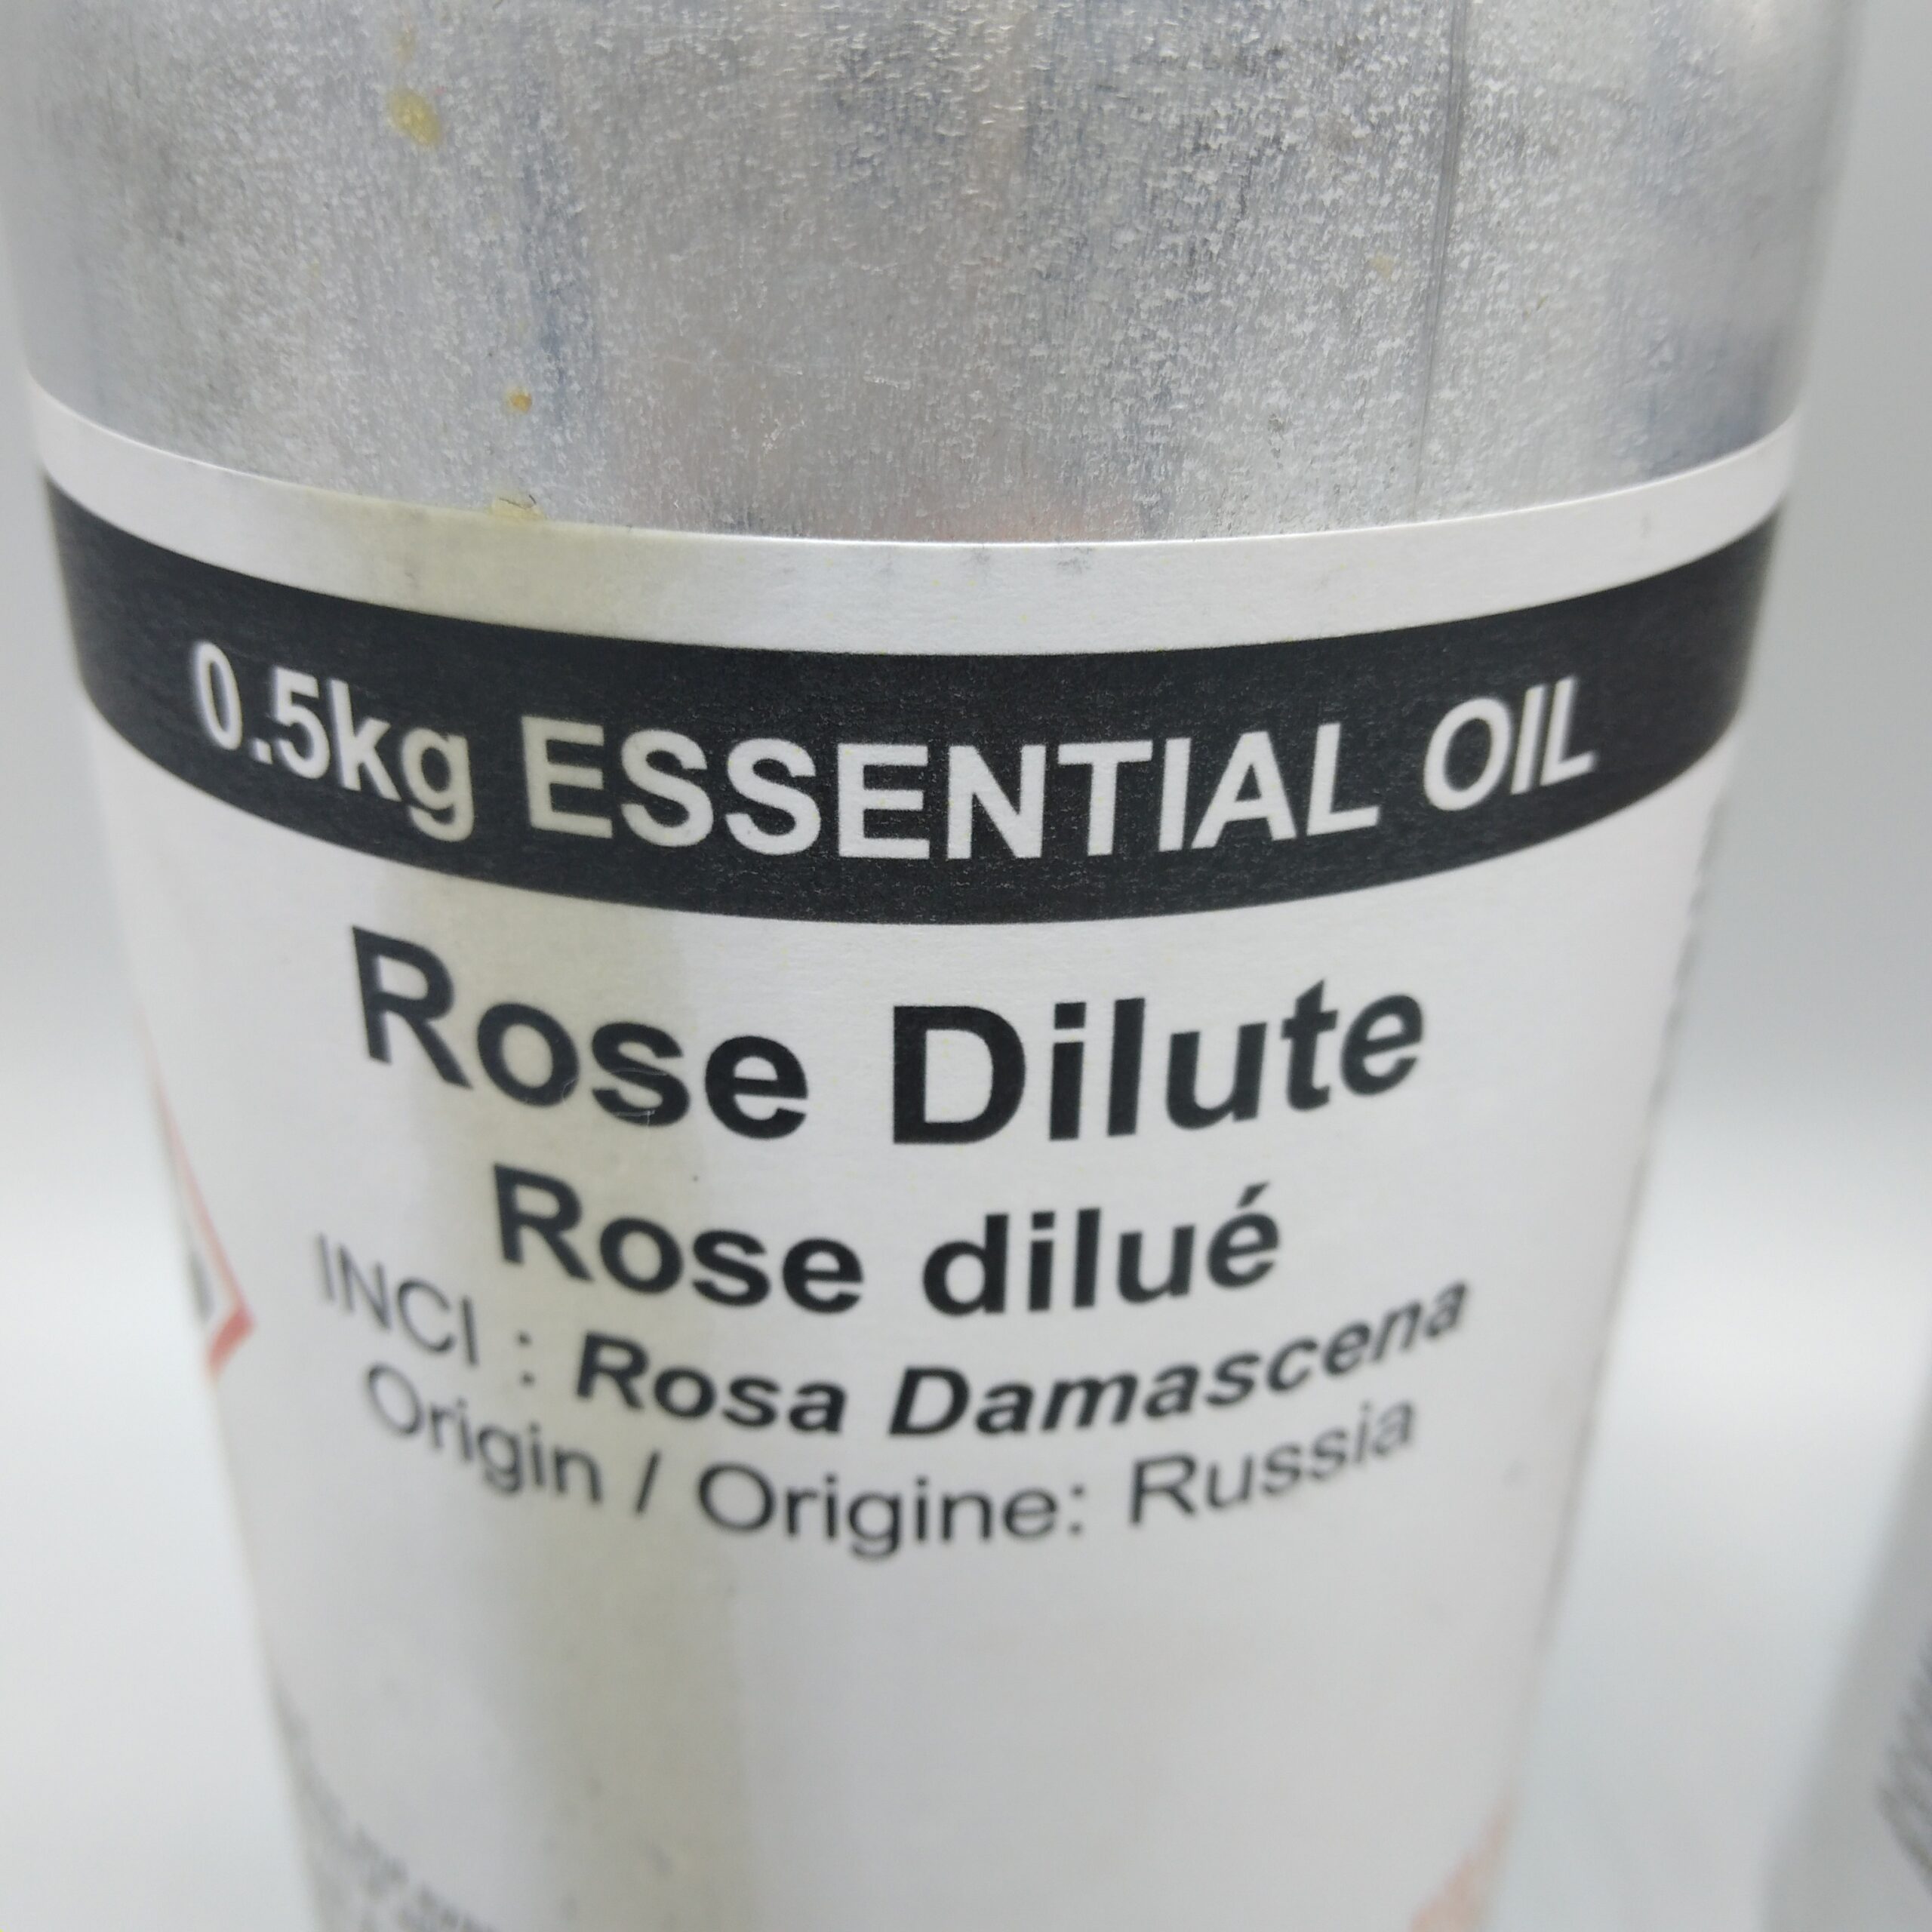 0.5kg ESSENTIAL OIL
Rose Dilute
Rose dilué
INCI : Rosa Damascena
Origin / Origine: Russia